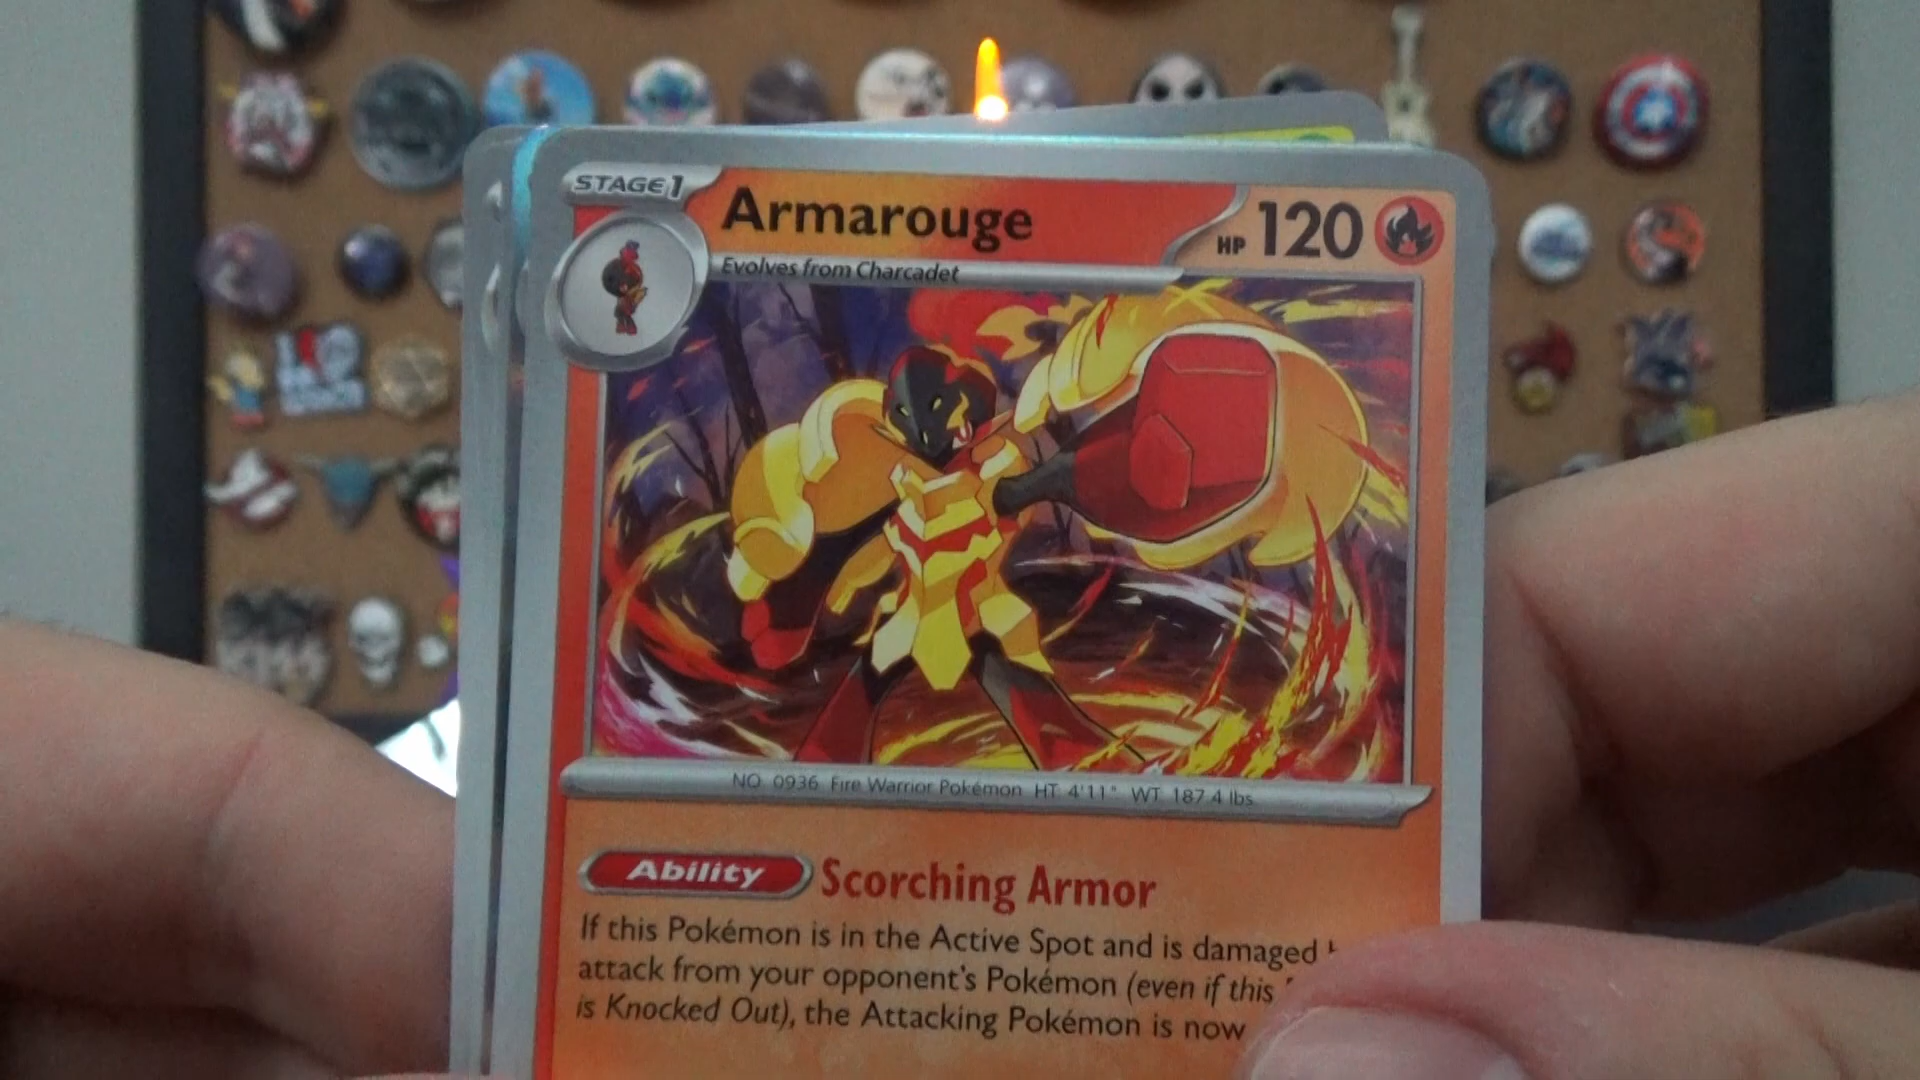 STAGE 1
Armarouge
HP 120
Evolves from Charcadet
NO 0936 Fire Warrior Pokémon HT: 4'11" WT: 187.4 lbs
Ability Scorching Armor
If this Pokémon is in the Active Spot and is damaged
attack from your opponent's Pokémon (even if this
is Knocked Out), the Attacking Pokémon is now